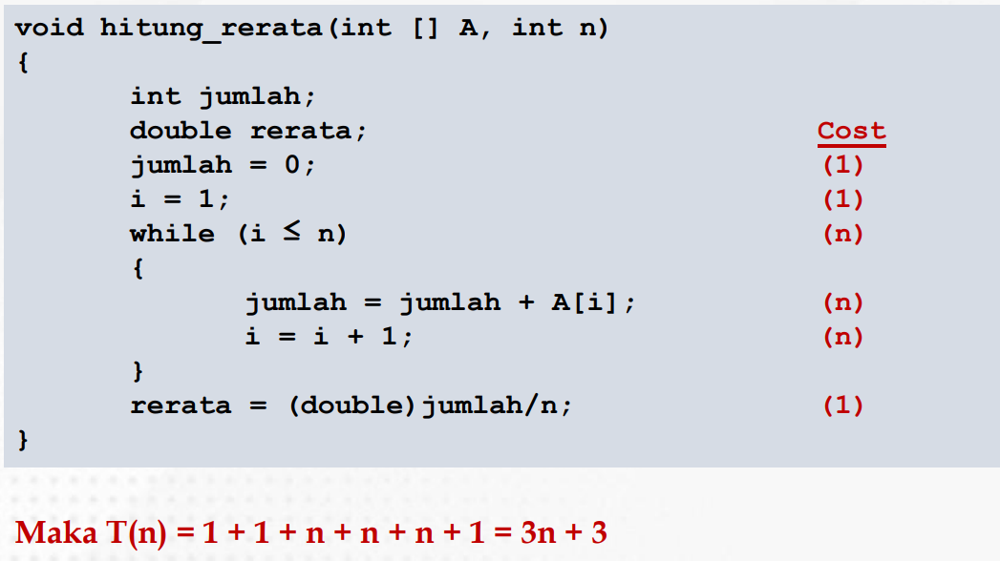 void hitung_rerata(int [] A, int n)
{
int jumlah;
double rerata; Cost
jumlah = 0; (1)
i = 1; (1)
while (i ≤ n) (n)
{
jumlah = jumlah + A[i]; (n)
i = i + 1; (n)
}
rerata = (double)jumlah/n; (1)
}
Maka T(n) = 1 + 1 + n + n + n + 1 = 3n + 3